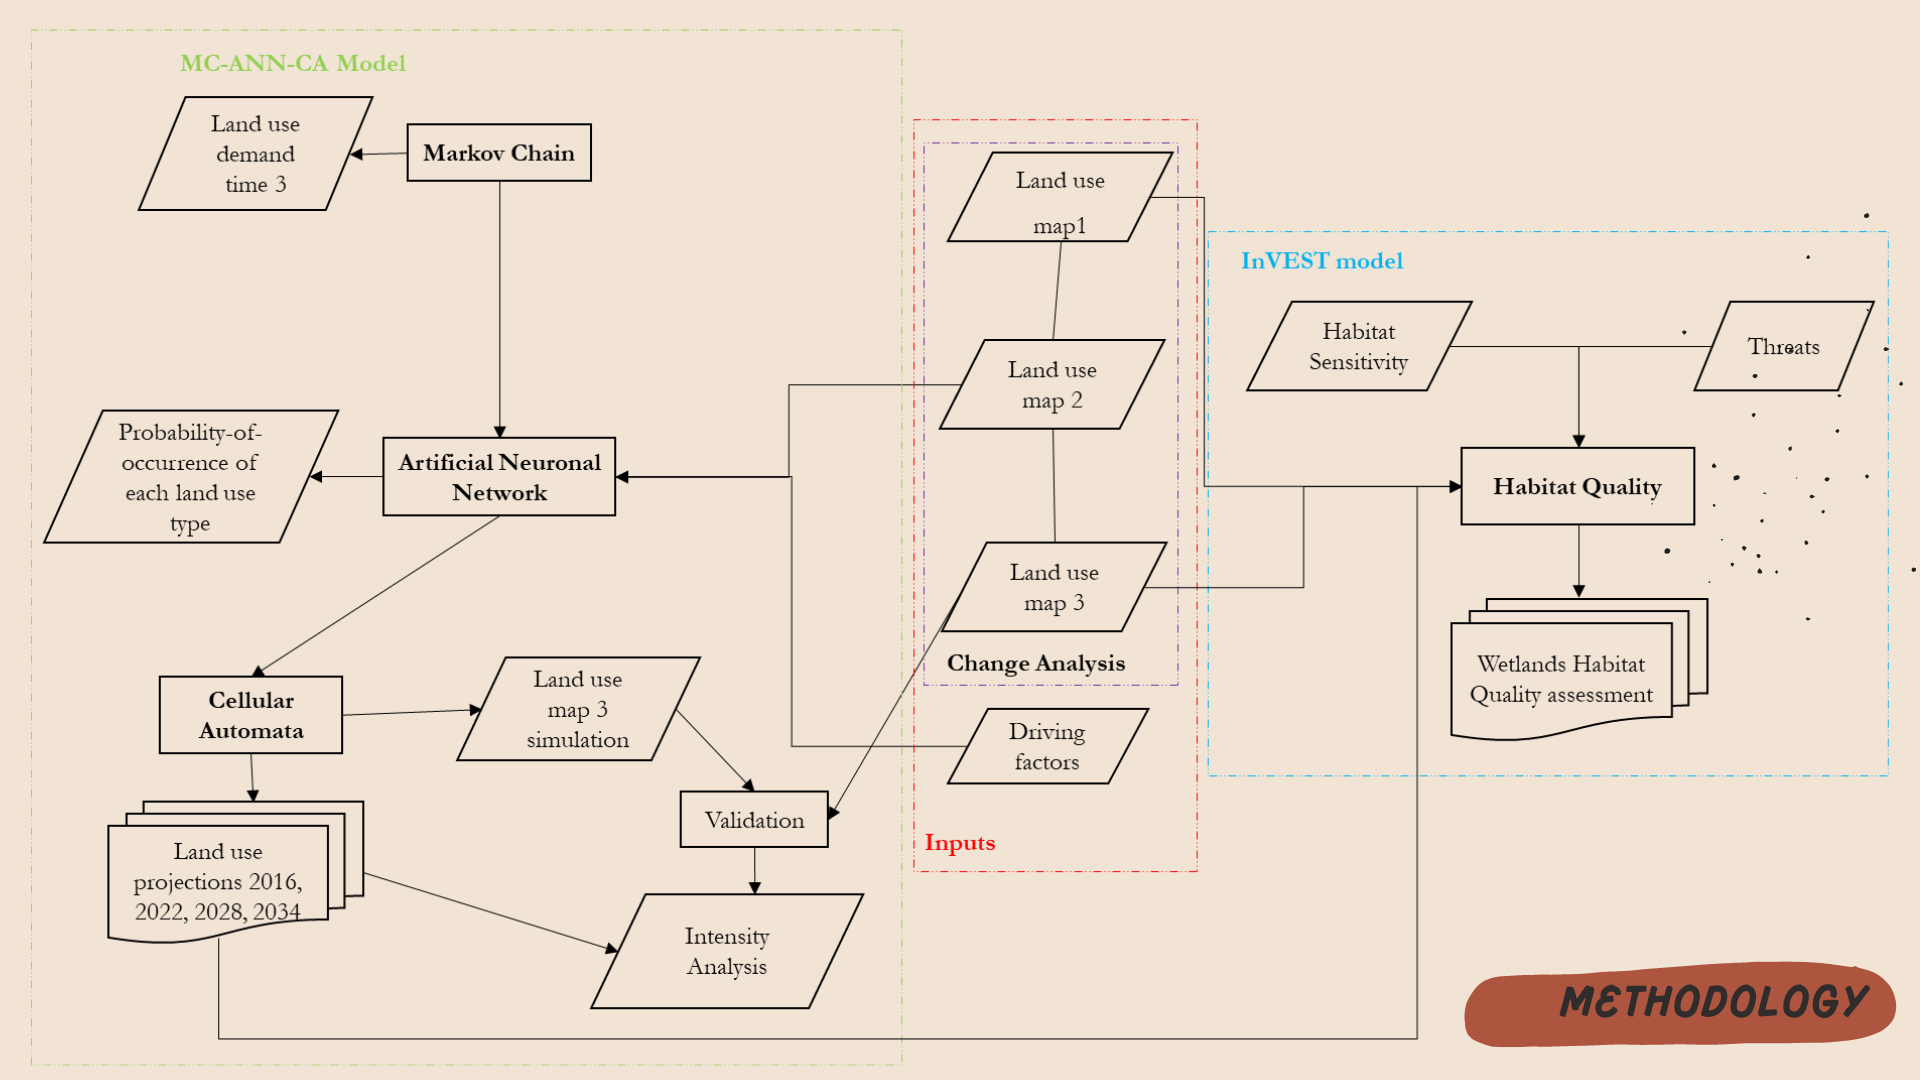 MC-ANN-CA Model
Land use
demand
time 3
Markov Chain
Probability-of-
occurrence of
each land use
type
Artificial Neuronal
Network
Cellular
Automata
Land use
map 3
simulation
Validation
Land use
projections 2016,
2022, 2028, 2034
Intensity
Analysis
Land use
map1
Land use
map 2
Land use
map 3
Change Analysis
Driving
factors
Inputs
InVEST model
Habitat
Sensitivity
Threats
Habitat Quality
Wetlands Habitat
Quality assessment
METHODOLOGY